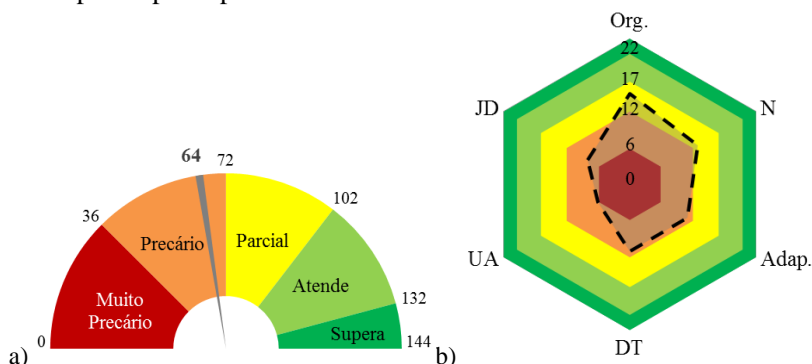 a)
64
0
36
72
102
132
144
Muito
Precário
Precário
Parcial
Atende
Supera
b)
Org.
N
Adap.
DT
UA
JD
22
17
12
6
0